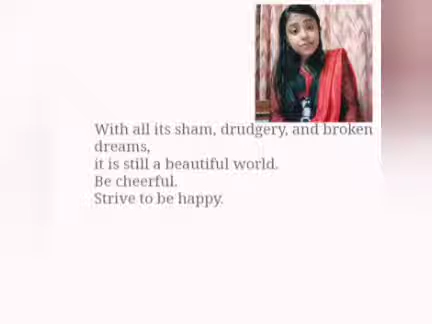 With all its sham, drudgery, and broken
dreams,
it is still a beautiful world.
Be cheerful.
Strive to be happy.